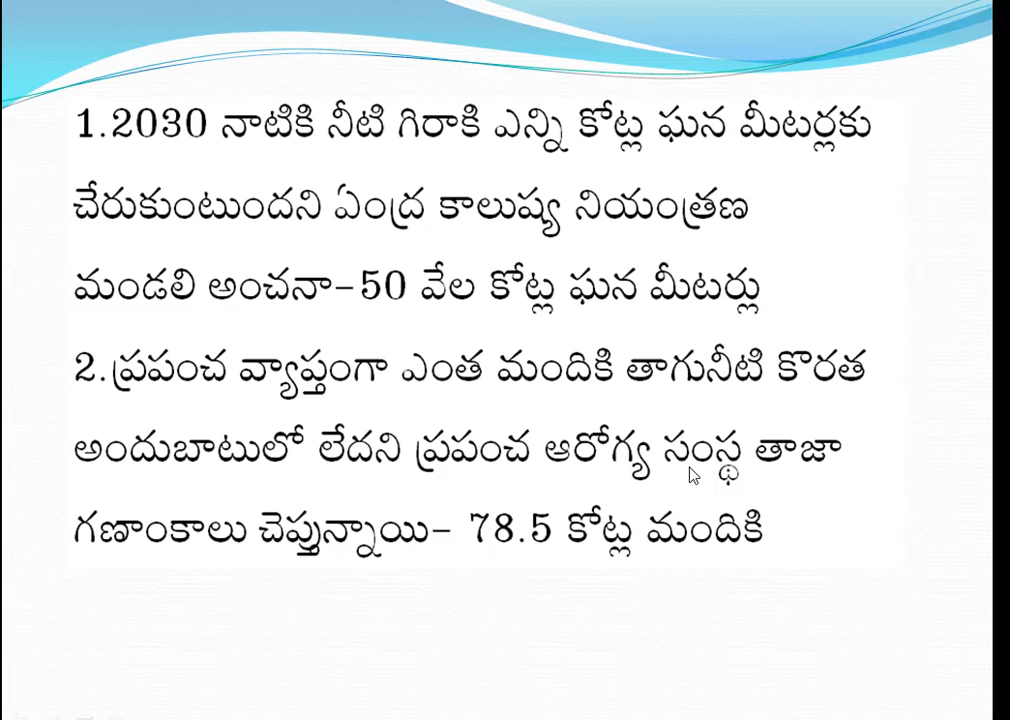 1.2030 నాటికి నీటి గిరాకి ఎన్ని కోట్ల ఘన మీటర్లకు
చేరుకుంటుందని ఏంద్ర కాలుష్య నియంత్రణ
మండలి అంచనా-50 వేల కోట్ల ఘన మీటర్లు
2.ప్రపంచ వ్యాప్తంగా ఎంత మందికి తాగునీటి కొరత
అందుబాటులో లేదని ప్రపంచ ఆరోగ్య సంస్థ తాజా
గణాంకాలు చెప్తున్నాయి- 78.5 కోట్ల మందికి